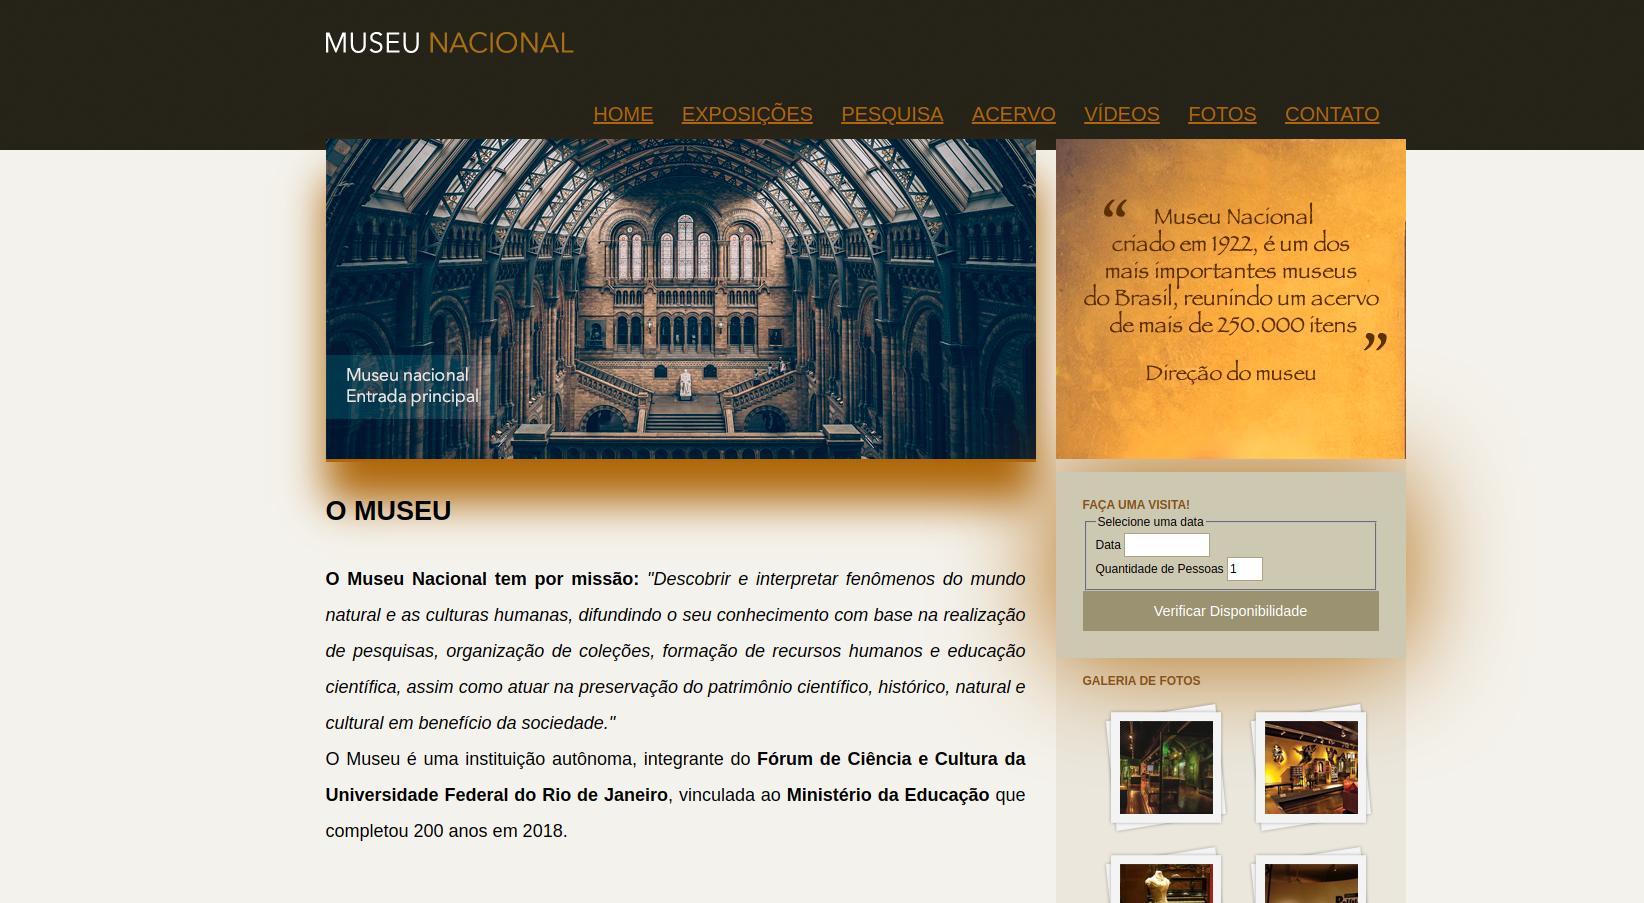 MUSEU NACIONAL
HOME EXPOSIÇÕES PESQUISA ACERVO VÍDEOS FOTOS CONTATO
Museu nacional
Entrada principal
“ Museu Nacional
criado em 1922, é um dos
mais importantes museus
do Brasil, reunindo um acervo
de mais de 250.000 itens ”
Direção do museu
O MUSEU
O Museu Nacional tem por missão: "Descobrir e interpretar fenômenos do mundo
natural e as culturas humanas, difundindo o seu conhecimento com base na realização
de pesquisas, organização de coleções, formação de recursos humanos e educação
científica, assim como atuar na preservação do patrimônio científico, histórico, natural e
cultural em benefício da sociedade."
O Museu é uma instituição autônoma, integrante do Fórum de Ciência e Cultura da
Universidade Federal do Rio de Janeiro, vinculada ao Ministério da Educação que
completou 200 anos em 2018.
FAÇA UMA VISITA!
Selecione uma data
Data
Quantidade de Pessoas 1
Verificar Disponibilidade
GALERIA DE FOTOS